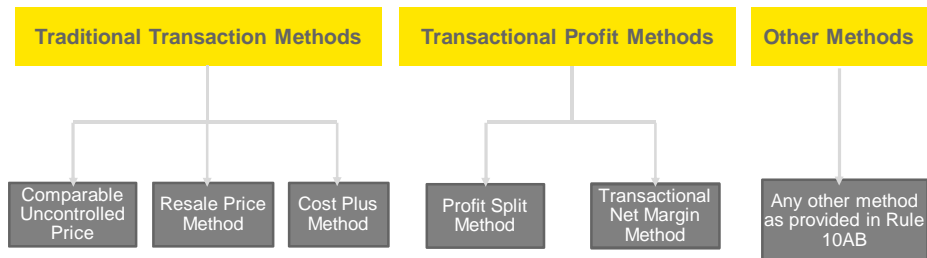 Traditional Transaction Methods
Transactional Profit Methods
Other Methods
Comparable
Uncontrolled
Price
Resale Price
Method
Cost Plus
Method
Profit Split
Method
Transactional
Net Margin
Method
Any other method
as provided in Rule
10AB